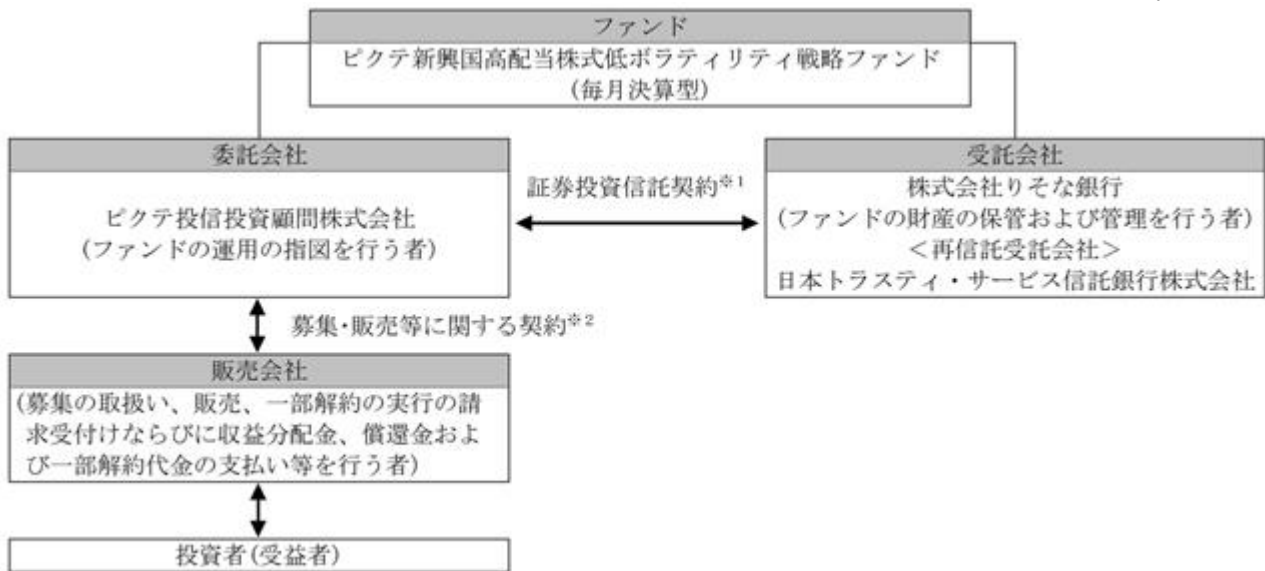 ファンド
ピクテ新興国高配当株式低ボラティリティ戦略ファンド
(毎月決算型)
委託会社
ピクテ投信投資顧問株式会社
(ファンドの運用の指図を行う者)
証券投資信託契約※1
受託会社
株式会社りそな銀行
(ファンドの財産の保管および管理を行う者)
<再信託受託会社>
日本トラスティ・サービス信託銀行株式会社
募集・販売等に関する契約※2
販売会社
(募集の取扱い、販売、一部解約の実行の請
求受付けならびに収益分配金、償還金およ
び一部解約代金の支払い等を行う者)
投資者(受益者)